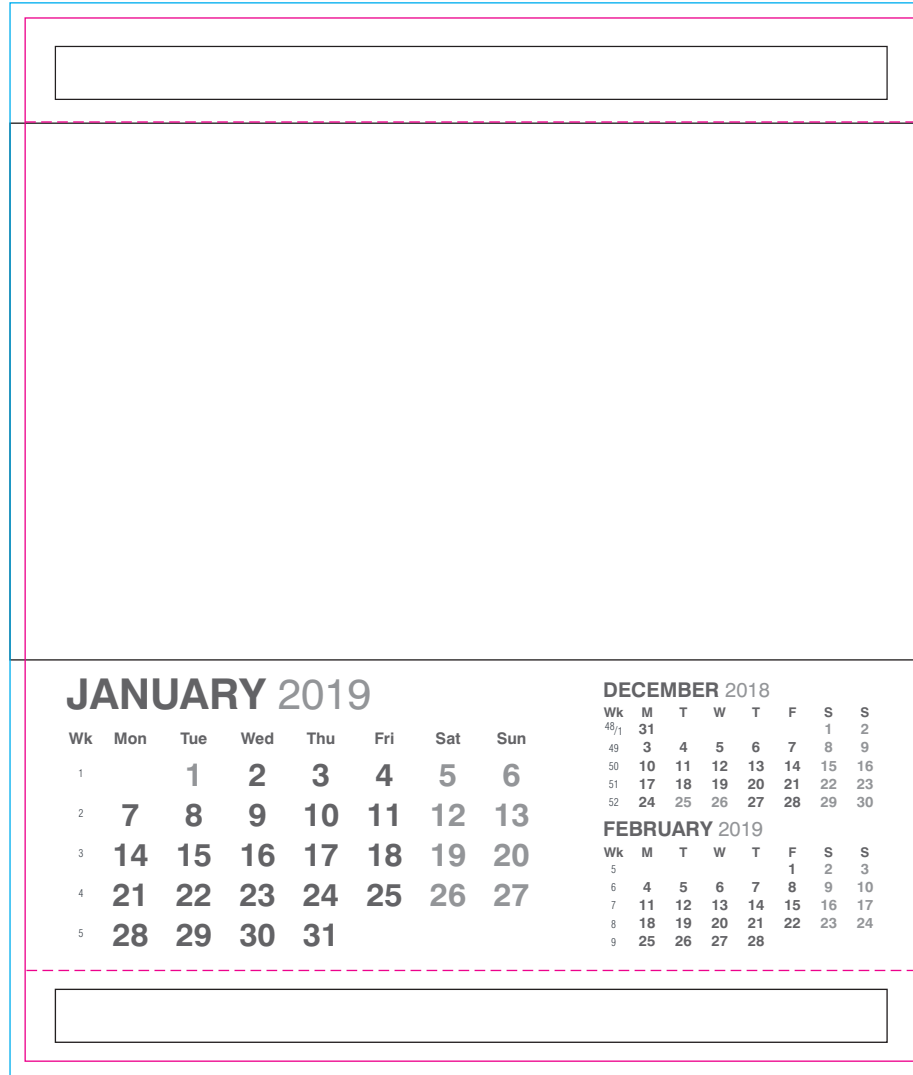 JANUARY 2019
Wk Mon Tue Wed Thu Fri Sat Sun
1 1 2 3 4 5 6
2 7 8 9 10 11 12 13
3 14 15 16 17 18 19 20
4 21 22 23 24 25 26 27
5 28 29 30 31
DECEMBER 2018
Wk M T W T F S S
48/1 31 1 2
49 3 4 5 6 7 8 9
50 10 11 12 13 14 15 16
51 17 18 19 20 21 22 23
52 24 25 26 27 28 29 30
FEBRUARY 2019
Wk M T W T F S S
5 1 2 3
6 4 5 6 7 8 9 10
7 11 12 13 14 15 16 17
8 18 19 20 21 22 23 24
9 25 26 27 28